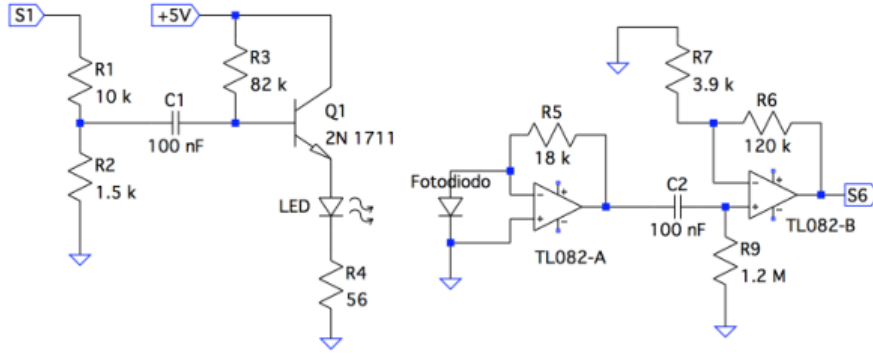 S1
+5V
R1
10 k
R2
1.5 k
C1
100 nF
R3
82 k
Q1
2N 1711
LED
R4
56
Fotodiodo
R5
18 k
-
+
+
-
TL082-A
C2
100 nF
R7
3.9 k
R6
120 k
-
+
+
-
TL082-B
R9
1.2 M
S6